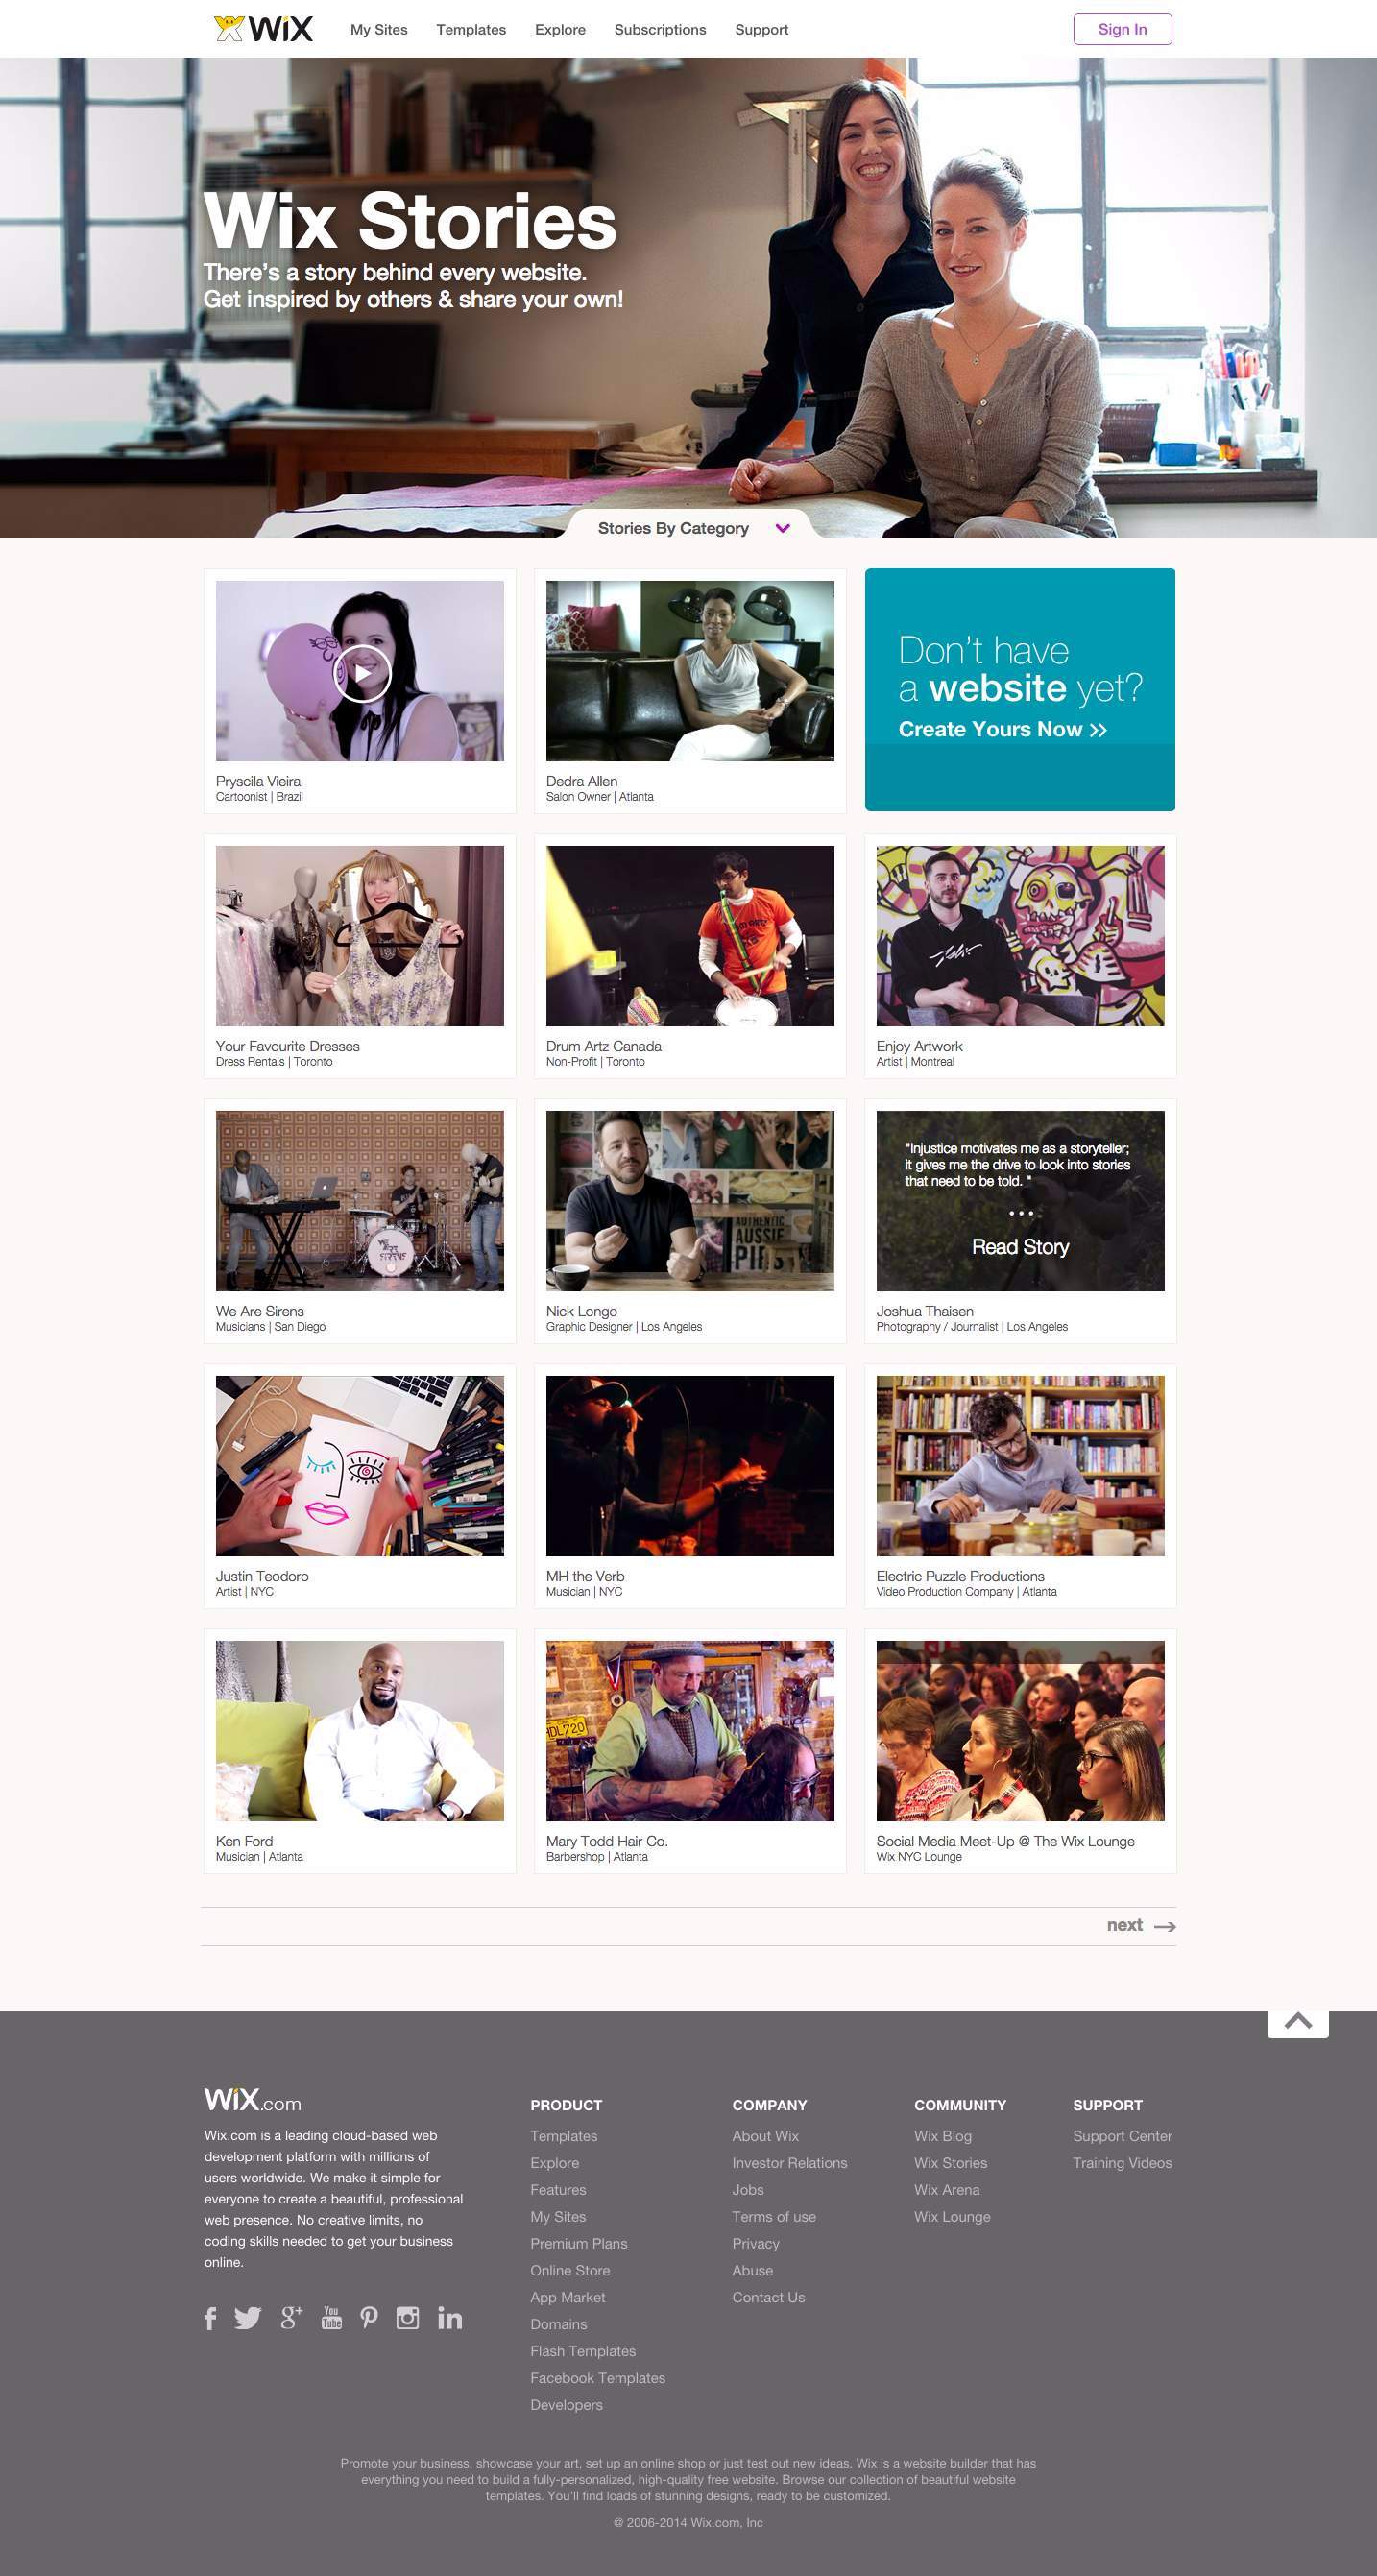 WiX
My Sites
Templates
Explore
Subscriptions
Support
Sign In
Wix Stories
There's a story behind every website.
Get inspired by others & share your own!
Stories By Category
Pryscila Vieira
Cartoonist | Brazil
Dedra Allen
Salon Owner | Atlanta
Don't have
a website yet?
Create Yours Now
Your Favourite Dresses
Dress Rentals | Toronto
Drum Artz Canada
Non-Profit | Toronto
Enjoy Artwork
Artist | Montreal
WE ARE SIRENS
We Are Sirens
Musicians | San Diego
AUTHENTIC
AUSSIE
PIES
Nick Longo
Graphic Designer | Los Angeles
"Injustice motivates me as a storyteller;
it gives me the drive to look into stories
that need to be told. "
Read Story
Joshua Thaisen
Photography / Journalist | Los Angeles
Justin Teodoro
Artist | NYC
MH the Verb
Musician | NYC
Electric Puzzle Productions
Video Production Company | Atlanta
Ken Ford
Musician | Atlanta
HDL720
Mary Todd Hair Co.
Barbershop | Atlanta
Social Media Meet-Up @ The Wix Lounge
Wix NYC Lounge
next
WiX.com
Wix.com is a leading cloud-based web
development platform with millions of
users worldwide. We make it simple for
everyone to create a beautiful, professional
web presence. No creative limits, no
coding skills needed to get your business
online.
You
Tube
PRODUCT
Templates
Explore
Features
My Sites
Premium Plans
Online Store
App Market
Domains
Flash Templates
Facebook Templates
Developers
COMPANY
About Wix
Investor Relations
Jobs
Terms of use
Privacy
Abuse
Contact Us
COMMUNITY
Wix Blog
Wix Stories
Wix Arena
Wix Lounge
SUPPORT
Support Center
Training Videos
Promote your business, showcase your art, set up an online shop or just test out new ideas. Wix is a website builder that has
everything you need to build a fully-personalized, high-quality free website. Browse our collection of beautiful website
templates. You'll find loads of stunning designs, ready to be customized.
© 2006-2014 Wix.com, Inc